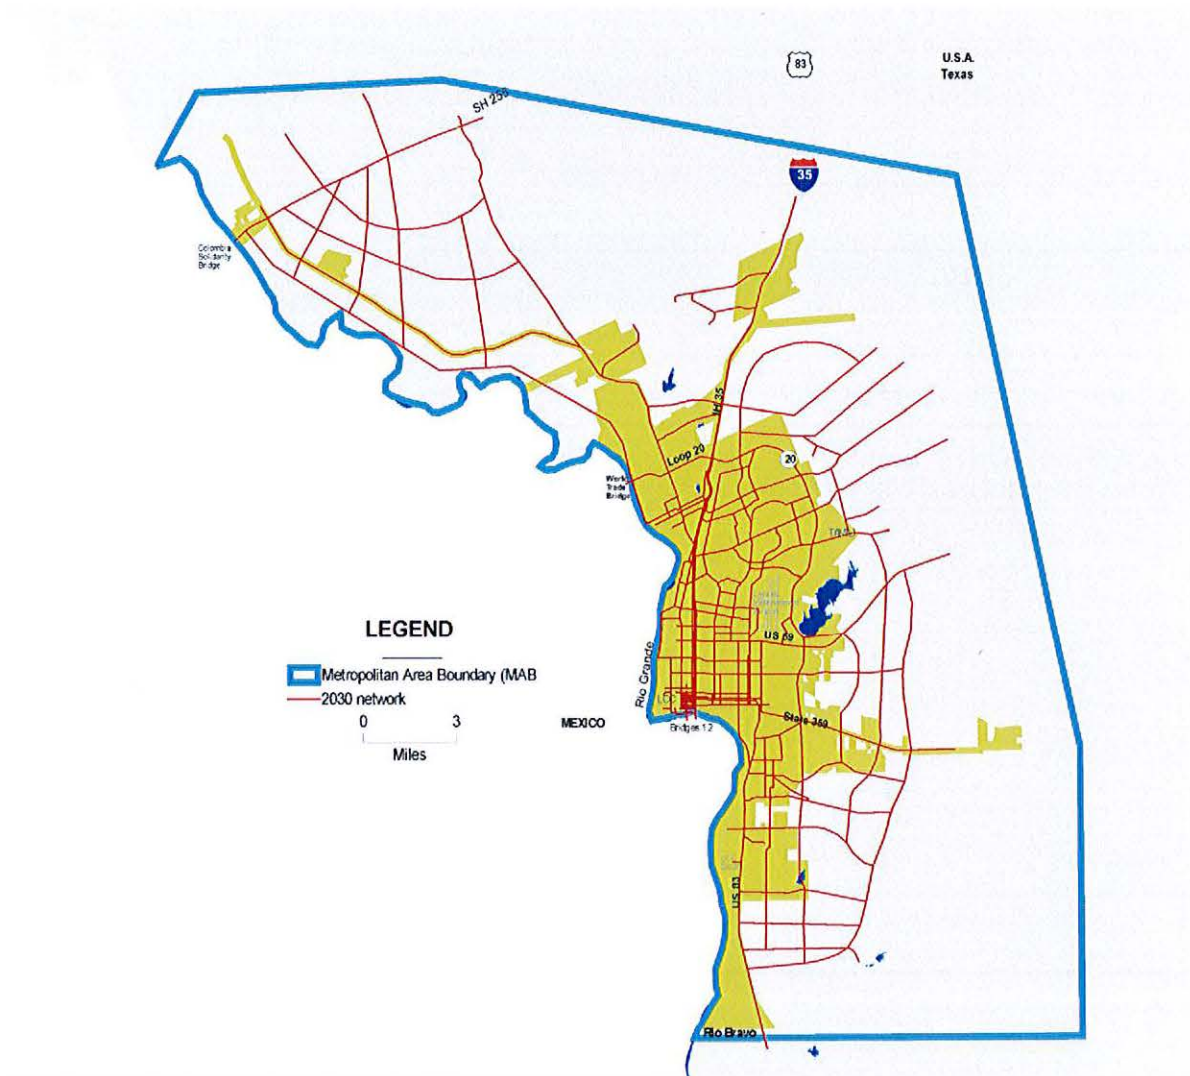 83
U.S.A.
Texas
SH 255
35
Colombia
Solidarity
Bridge
IH 35
Loop 20
20
World
Trade
Bridge
US 59
LEGEND
Metropolitan Area Boundary (MAB
2030 network
0 3
Miles
Rio Grande
MEXICO
Bridges 12
State 359
US 83
Rio Bravo